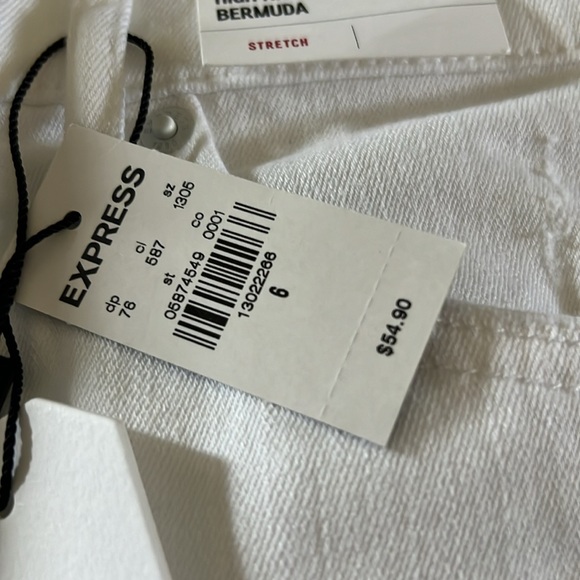 BERMUDA
STRETCH
EXPRESS
dp cl sz
76 587 1305
st co
05874549 0001
13022266
6
$54.90